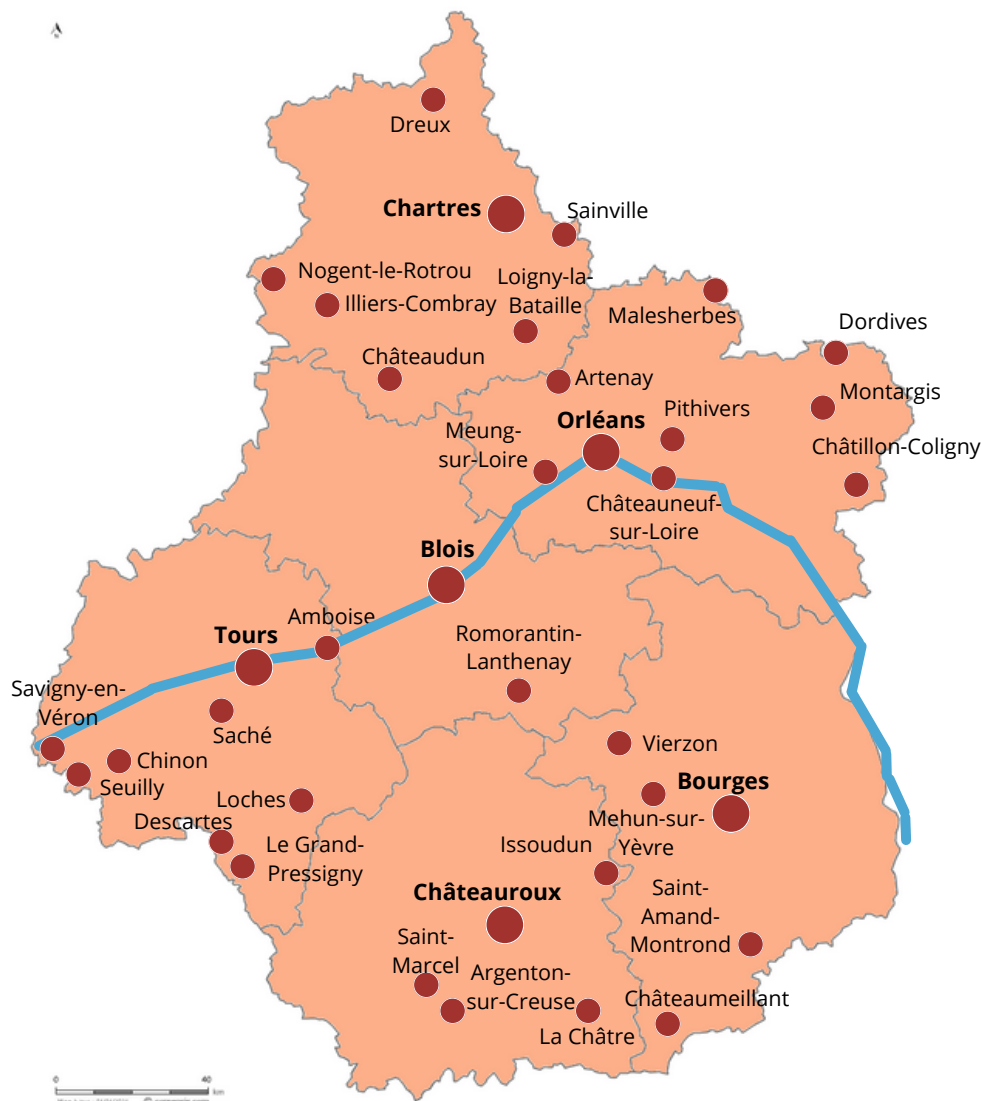 N
Dreux
Chartres
Sainville
Nogent-le-Rotrou
Loigny-la-
Bataille
Illiers-Combray
Malesherbes
Dordives
Châteaudun
Artenay
Montargis
Pithivers
Orléans
Meung-
sur-Loire
Châtillon-Coligny
Châteauneuf-
sur-Loire
Blois
Amboise
Tours
Romorantin-
Lanthenay
Savigny-en-
Véron
Saché
Vierzon
Chinon
Seuilly
Bourges
Loches
Mehun-sur-
Yèvre
Descartes
Le Grand-
Pressigny
Issoudun
Châteauroux
Saint-
Amand-
Montrond
Saint-
Marcel
Argenton-
sur-Creuse
Châteaumeillant
La Châtre
0 40
km